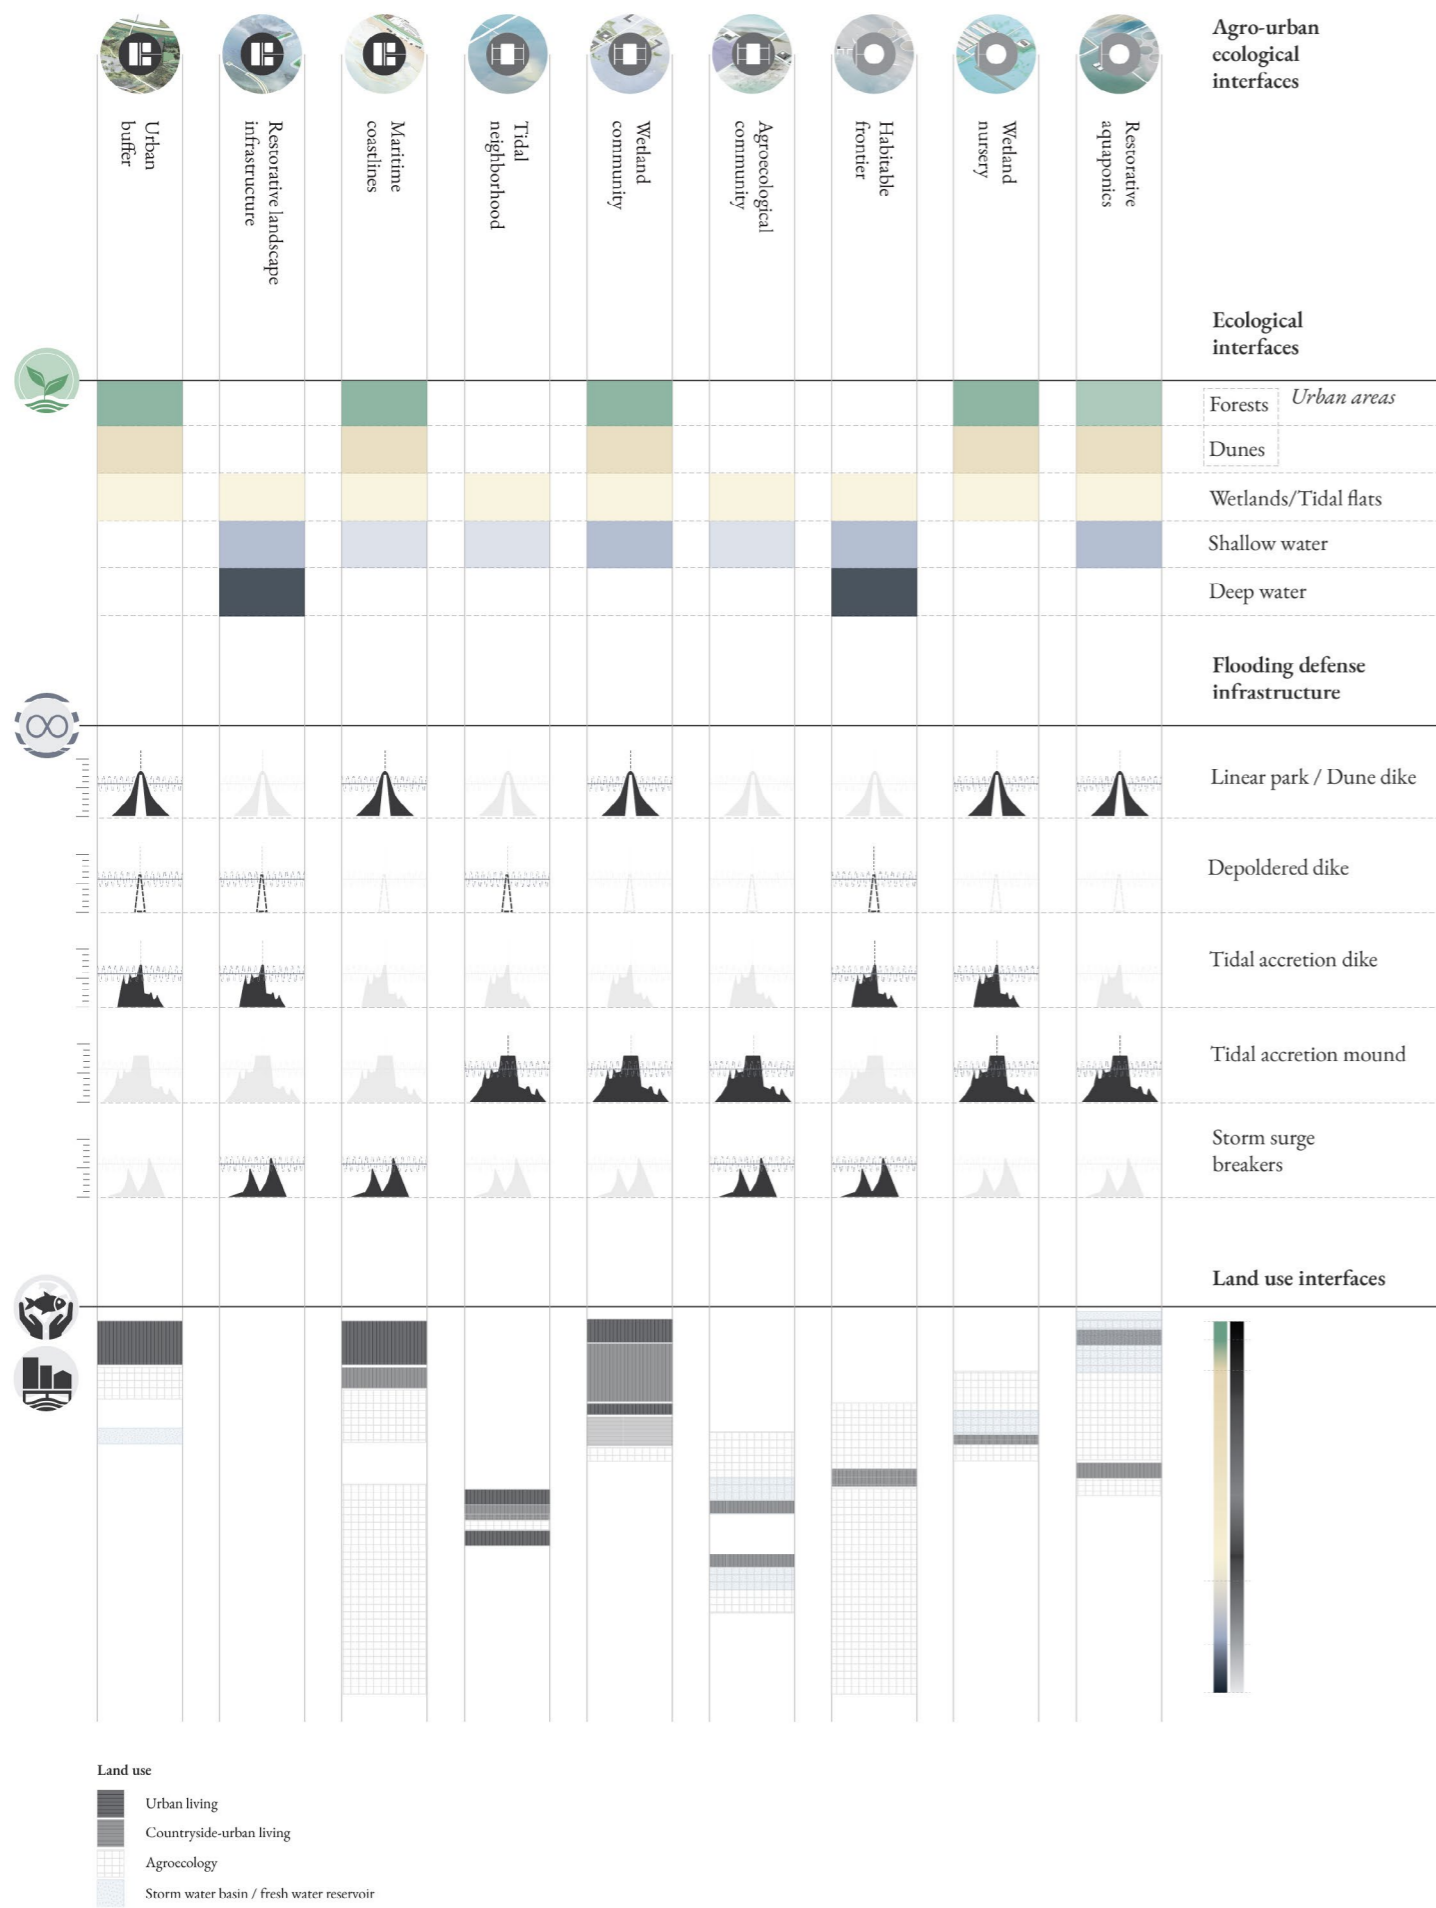 Agro-urban
ecological
interfaces
Urban
buffer
Restorative landscape
infrastructure
Maritime
coastlines
Tidal
neighborhood
Wetland
community
Agroecological
community
Habitable
frontier
Wetland
nursery
Restorative
aquaponics
Ecological
interfaces
Forests
Urban areas
Dunes
Wetlands/Tidal flats
Shallow water
Deep water
Flooding defense
infrastructure
Linear park / Dune dike
Depoldered dike
Tidal accretion dike
Tidal accretion mound
Storm surge
breakers
Land use interfaces
Land use
Urban living
Countryside-urban living
Agroecology
Storm water basin / fresh water reservoir